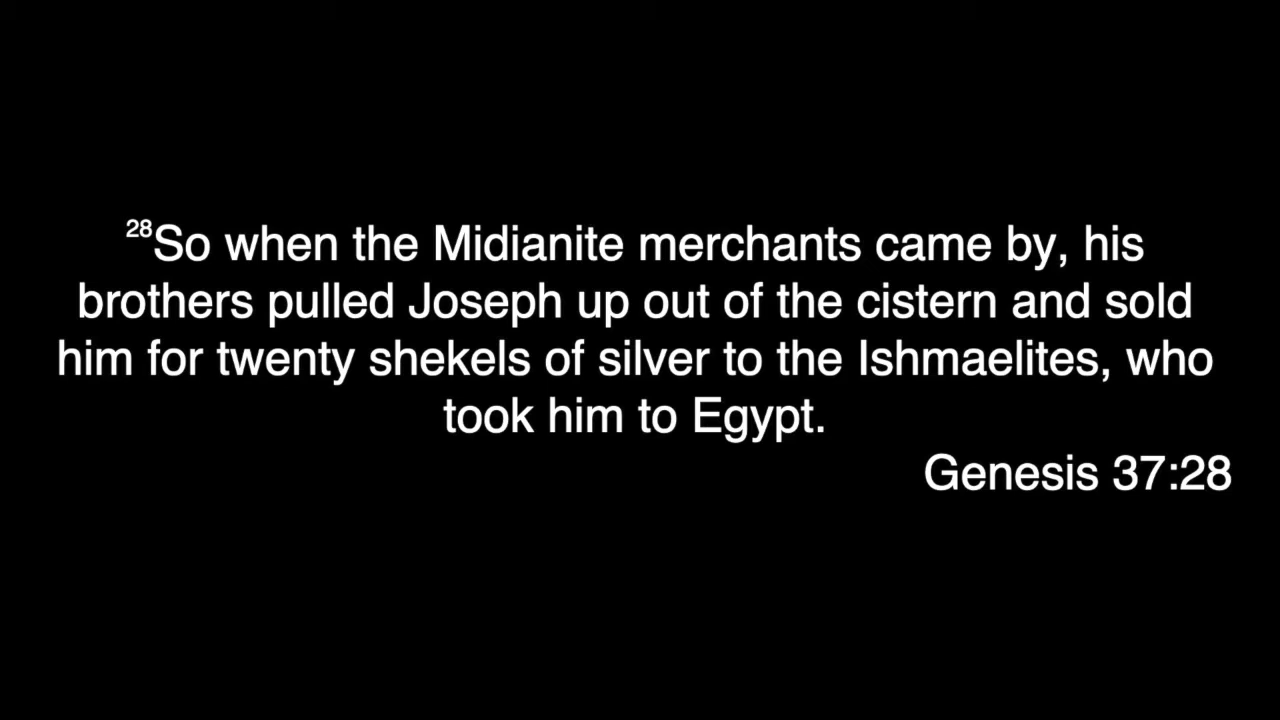 28So when the Midianite merchants came by, his
brothers pulled Joseph up out of the cistern and sold
him for twenty shekels of silver to the Ishmaelites, who
took him to Egypt.
Genesis 37:28